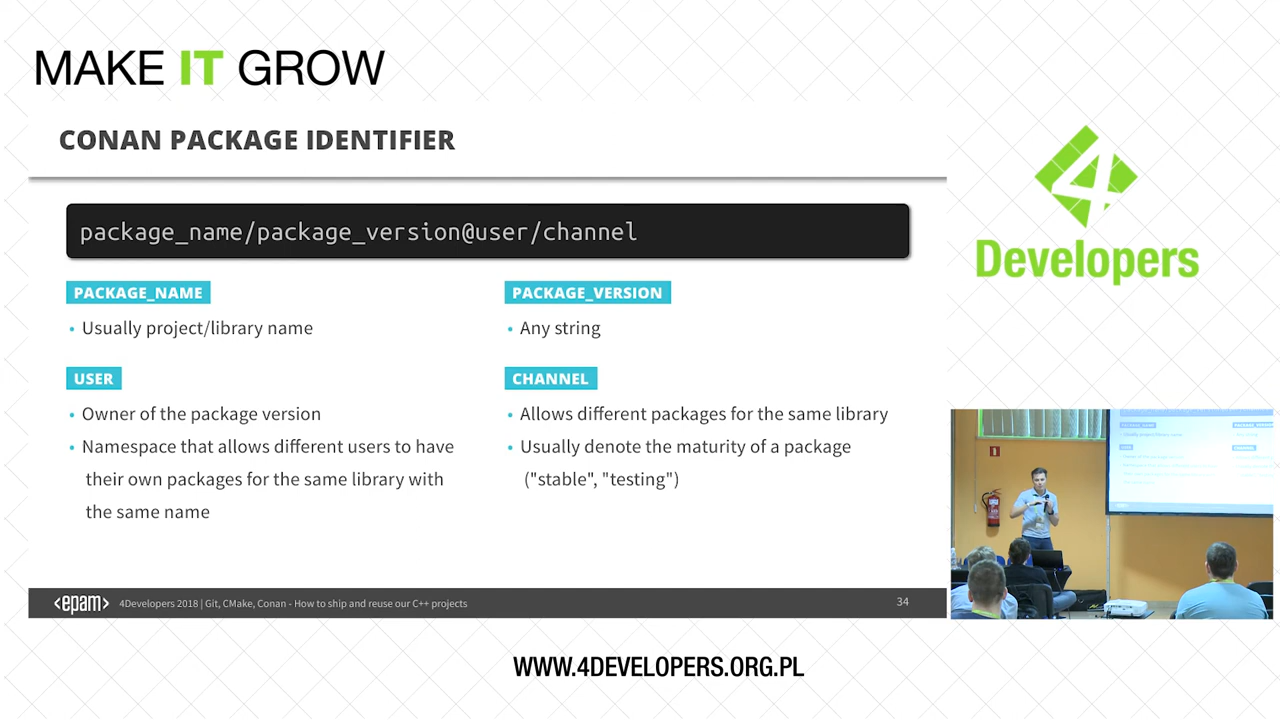 MAKE IT GROW
CONAN PACKAGE IDENTIFIER
package_name/package_version@user/channel
PACKAGE_NAME
• Usually project/library name
PACKAGE_VERSION
• Any string
USER
• Owner of the package version
• Namespace that allows different users to have
their own packages for the same library with
the same name
CHANNEL
• Allows different packages for the same library
• Usually denote the maturity of a package
("stable", "testing")
<epam> 4Developers 2018 | Git, CMake, Conan - How to ship and reuse our C++ projects 34
4
Developers
WWW.4DEVELOPERS.ORG.PL